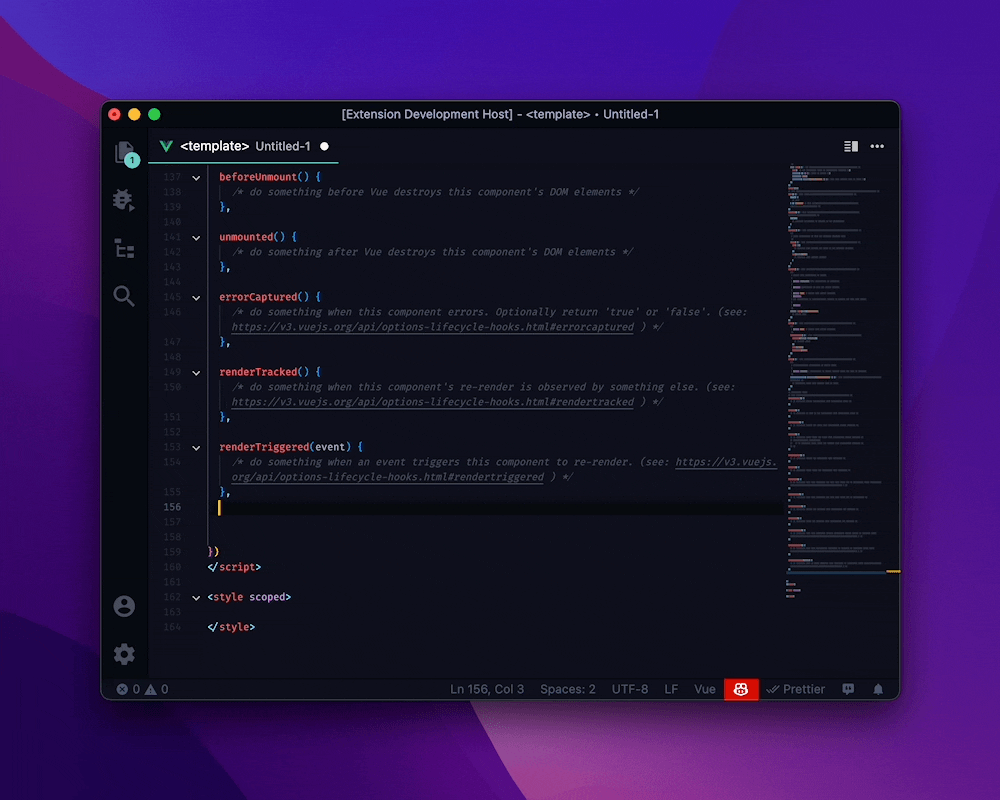 [Extension Development Host] - <template> • Untitled-1
1
<template> Untitled-1
137 beforeUnmount() {
138 /* do something before Vue destroys this component's DOM elements */
139 },
140
141 unmounted() {
142 /* do something after Vue destroys this component's DOM elements */
143 },
144
145 errorCaptured() {
146 /* do something when this component errors. Optionally return 'true' or 'false'. (see:
https://v3.vuejs.org/api/options-lifecycle-hooks.html#errorcaptured ) */
147 },
148
149 renderTracked() {
150 /* do something when this component's re-render is observed by something else. (see:
https://v3.vuejs.org/api/options-lifecycle-hooks.html#rendertracked ) */
151 },
152
153 renderTriggered(event) {
154 /* do something when an event triggers this component to re-render. (see: https://v3.vuejs.
org/api/options-lifecycle-hooks.html#rendertriggered ) */
155 },
156
157
158
159 })
160 </script>
161
162 <style scoped>
163
164 </style>
0 0 Ln 156, Col 3 Spaces: 2 UTF-8 LF Vue Prettier